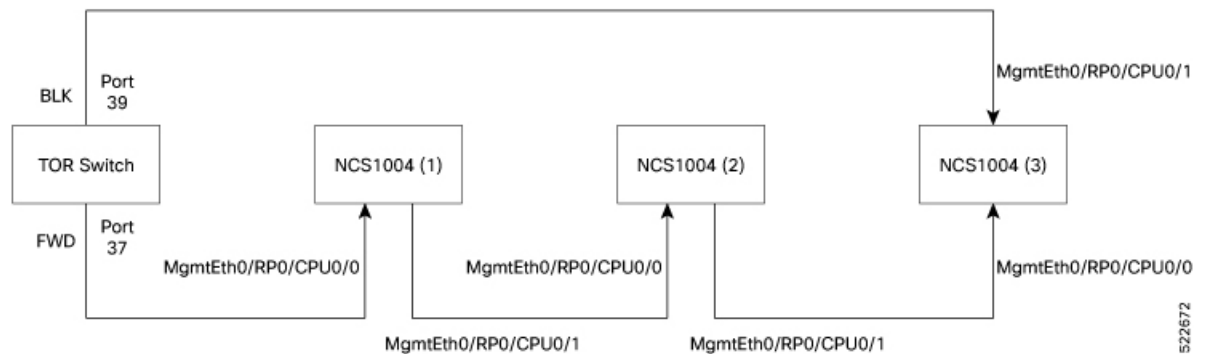 MgmtEth0/RP0/CPU0/1
Port
39
BLK
TOR Switch
NCS1004 (1)
NCS1004 (2)
NCS1004 (3)
Port
37
FWD
MgmtEth0/RP0/CPU0/0
MgmtEth0/RP0/CPU0/0
MgmtEth0/RP0/CPU0/0
MgmtEth0/RP0/CPU0/1
MgmtEth0/RP0/CPU0/1
522672